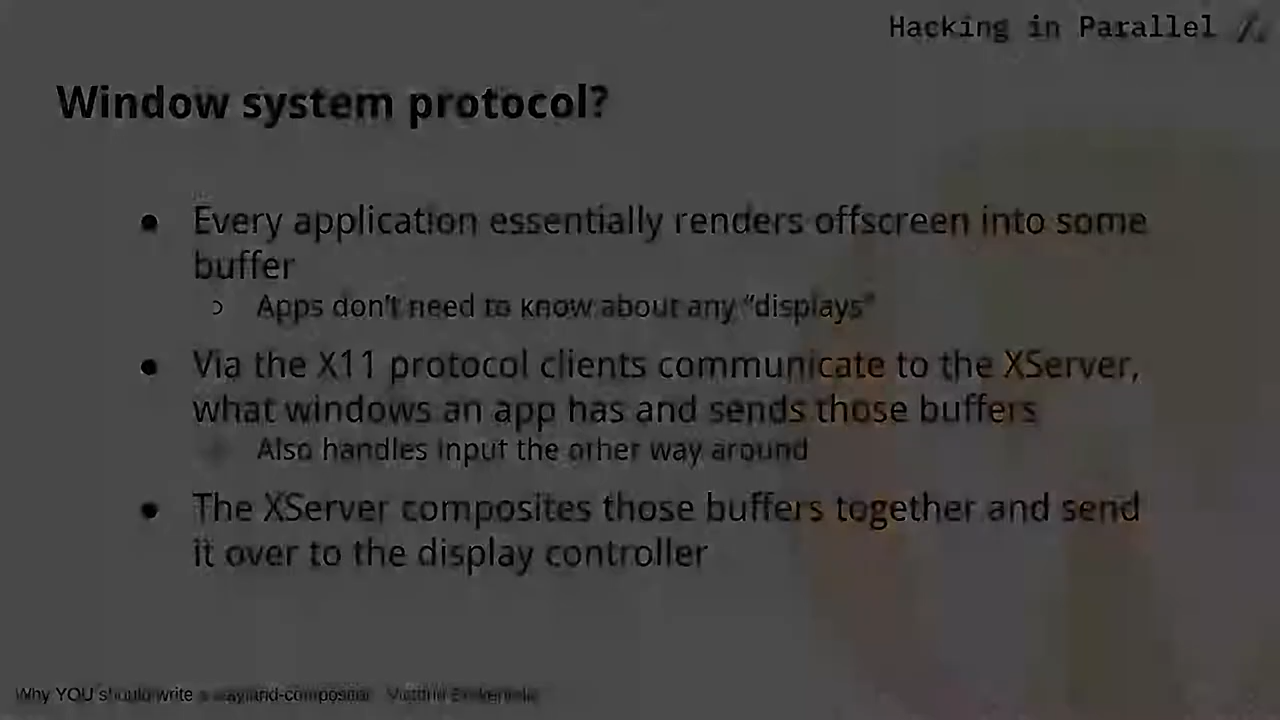 Hacking in Parallel
Window system protocol?
● Every application essentially renders offscreen into some
buffer
○ Apps don't need to know about any “displays”
● Via the X11 protocol clients communicate to the XServer,
what windows an app has and sends those buffers
○ Also handles input the other way around
● The XServer composites those buffers together and send
it over to the display controller
Why YOU should write a wayland-compositor